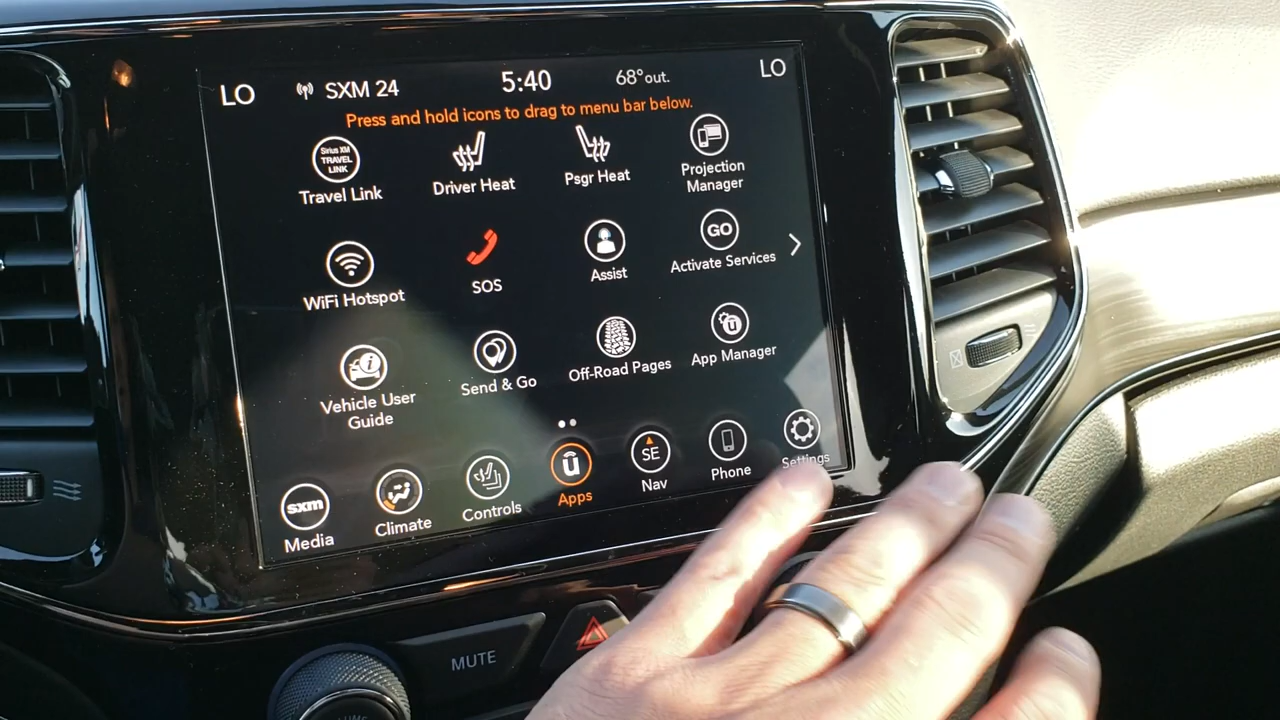 LO SXM 24 5:40 68°out. LO
Press and hold icons to drag to menu bar below.
Sirius XM
TRAVEL
LINK
Travel Link
Driver Heat
Psgr Heat
Projection
Manager
WiFi Hotspot
SOS
Assist
GO
Activate Services
Vehicle User
Guide
Send & Go
Off-Road Pages
App Manager
sxm
Media
Climate
Controls
Apps
SE
Nav
Phone
Settings
MUTE